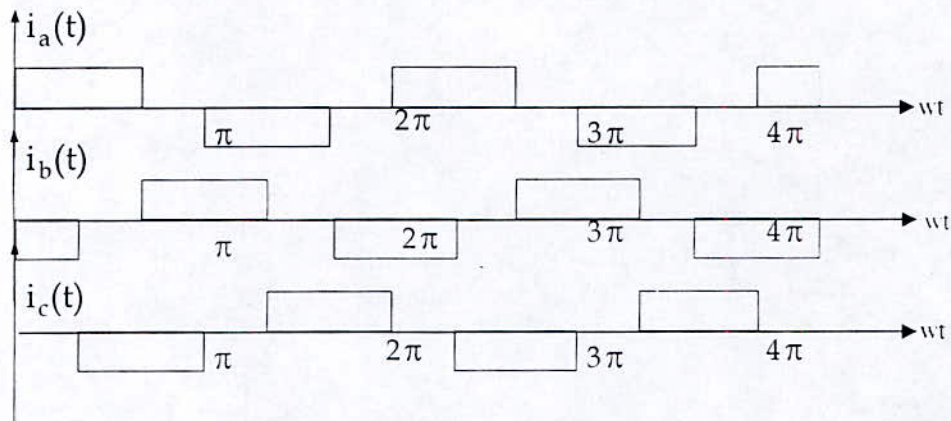 i_a(t)
π 2π 3π 4π wt
i_b(t)
π 2π 3π 4π wt
i_c(t)
π 2π 3π 4π wt